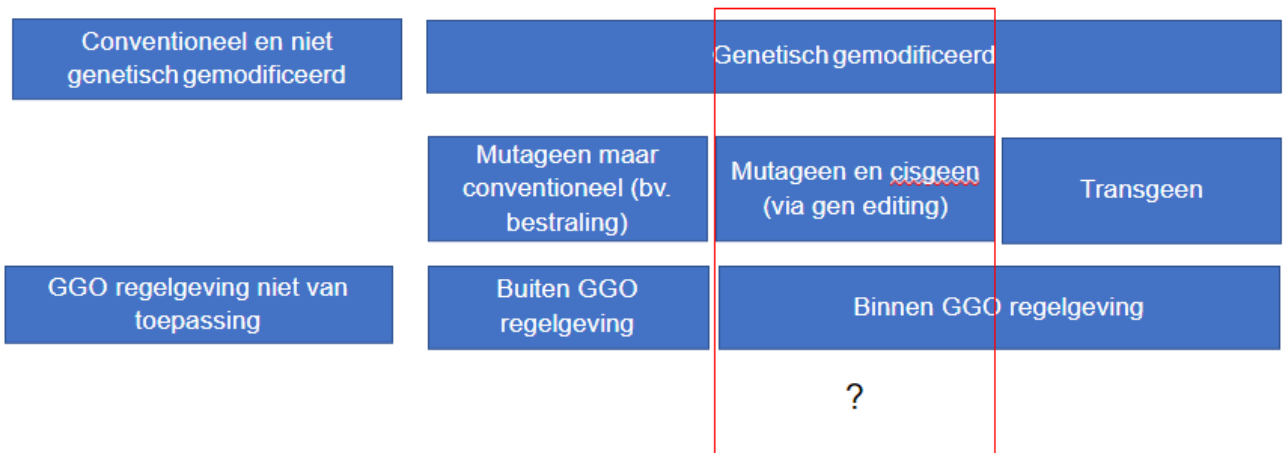 Conventioneel en niet
genetisch gemodificeerd
Genetisch gemodificeerd
Mutageen maar
conventioneel (bv.
bestraling)
Mutageen en cisgeen
(via gen editing)
Transgeen
GGO regelgeving niet van
toepassing
Buiten GGO
regelgeving
Binnen GGO regelgeving
?